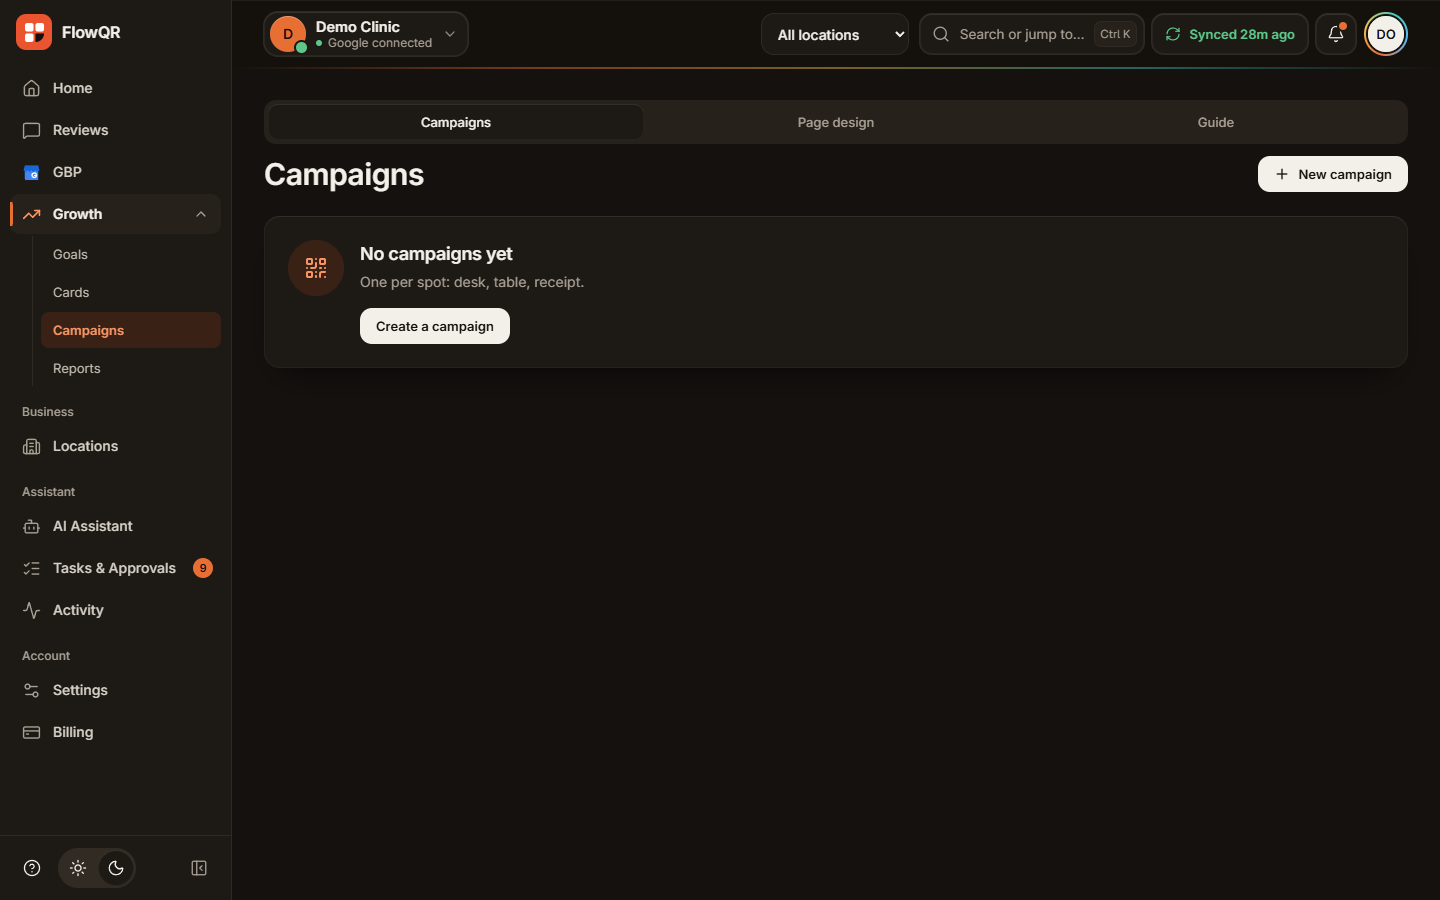 FlowQR
Home
Reviews
GBP
Growth
Goals
Cards
Campaigns
Reports
Business
Locations
Assistant
AI Assistant
Tasks & Approvals
9
Activity
Account
Settings
Billing
D
Demo Clinic
Google connected
All locations
Search or jump to...
Ctrl K
Synced 28m ago
DO
Campaigns
Page design
Guide
Campaigns
New campaign
No campaigns yet
One per spot: desk, table, receipt.
Create a campaign